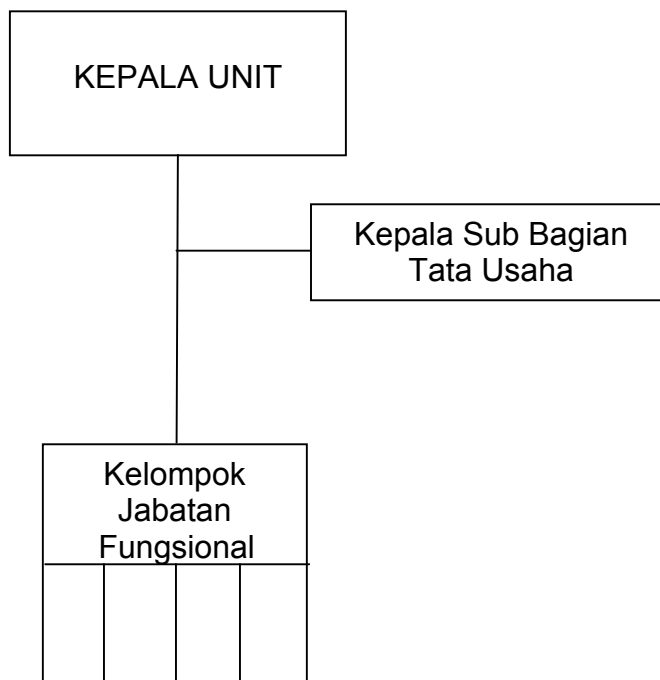 KEPALA UNIT
Kepala Sub Bagian
Tata Usaha
Kelompok
Jabatan
Fungsional